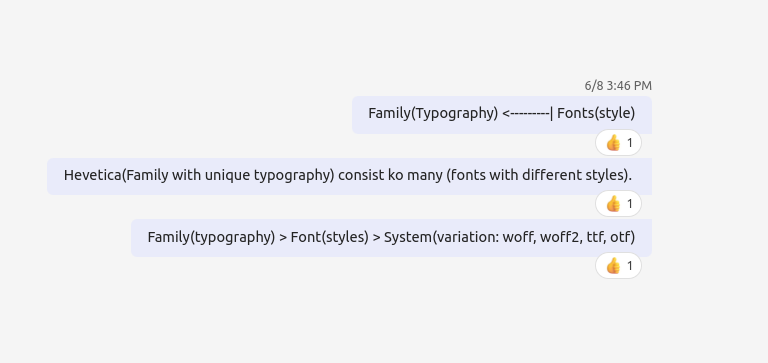 6/8 3:46 PM
Family(Typography) <---------| Fonts(style)
👍 1
Hevetica(Family with unique typography) consist ko many (fonts with different styles).
👍 1
Family(typography) > Font(styles) > System(variation: woff, woff2, ttf, otf)
👍 1